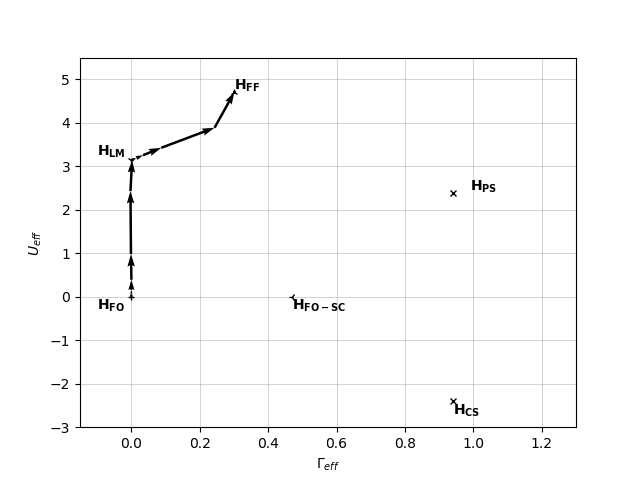 5
4
3
2
1
0
−1
−2
−3
U_eff
H_FF
H_LM
H_PS
H_FO
H_FO−SC
H_CS
0.0 0.2 0.4 0.6 0.8 1.0 1.2
Γ_eff